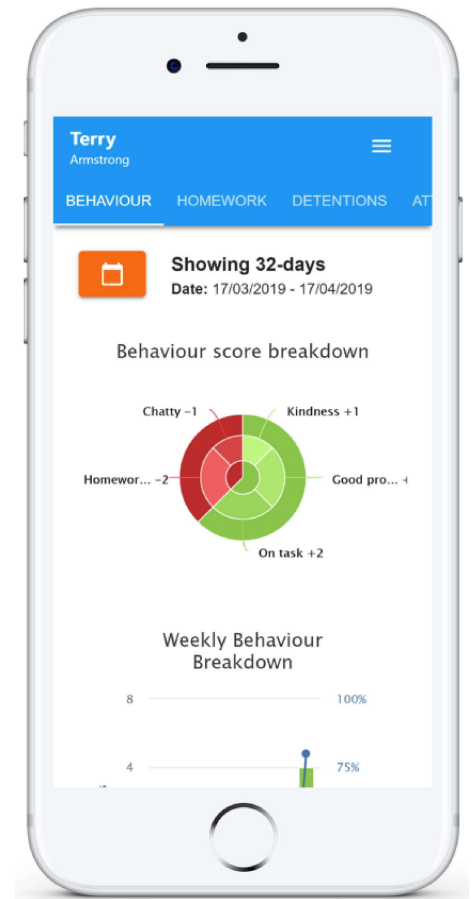 Terry
Armstrong
BEHAVIOUR HOMEWORK DETENTIONS AT
Showing 32-days
Date: 17/03/2019 - 17/04/2019
Behaviour score breakdown
Chatty -1
Kindness +1
Homewor... -2
Good pro... +
On task +2
Weekly Behaviour
Breakdown
8 100%
4 75%